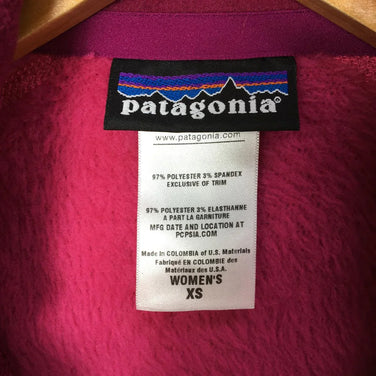 patagonia®
www.patagonia.com
97% POLYESTER 3% SPANDEX
EXCLUSIVE OF TRIM
97% POLYESTER 3% ELASTHANNE
A PART LA GARNITURE
MFG DATE AND LOCATION AT
PCPSIA.COM
Made in COLOMBIA of U.S. Materials
Fabriqué EN COLOMBIE des
Matériaux des U.S.A.
WOMEN'S
XS